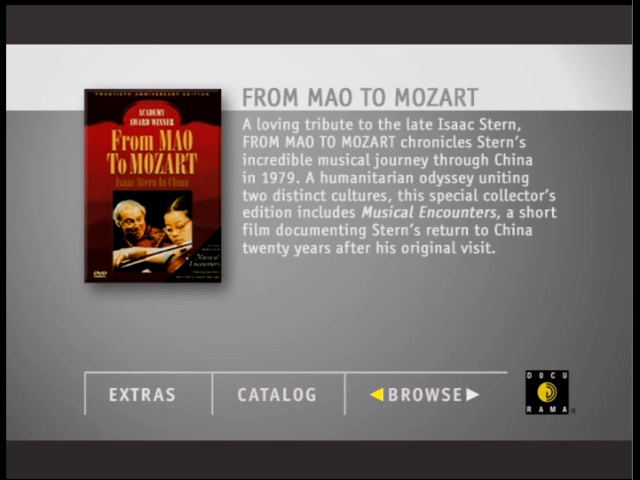 FROM MAO TO MOZART
TWENTIETH ANNIVERSARY EDITION
ACADEMY
AWARD WINNER
From MAO
To MOZART
Isaac Stern In China
Musical
Encounters
DVD
A loving tribute to the late Isaac Stern,
FROM MAO TO MOZART chronicles Stern's
incredible musical journey through China
in 1979. A humanitarian odyssey uniting
two distinct cultures, this special collector's
edition includes Musical Encounters, a short
film documenting Stern's return to China
twenty years after his original visit.
EXTRAS
CATALOG
◀BROWSE▶
DOCU
RAMA®